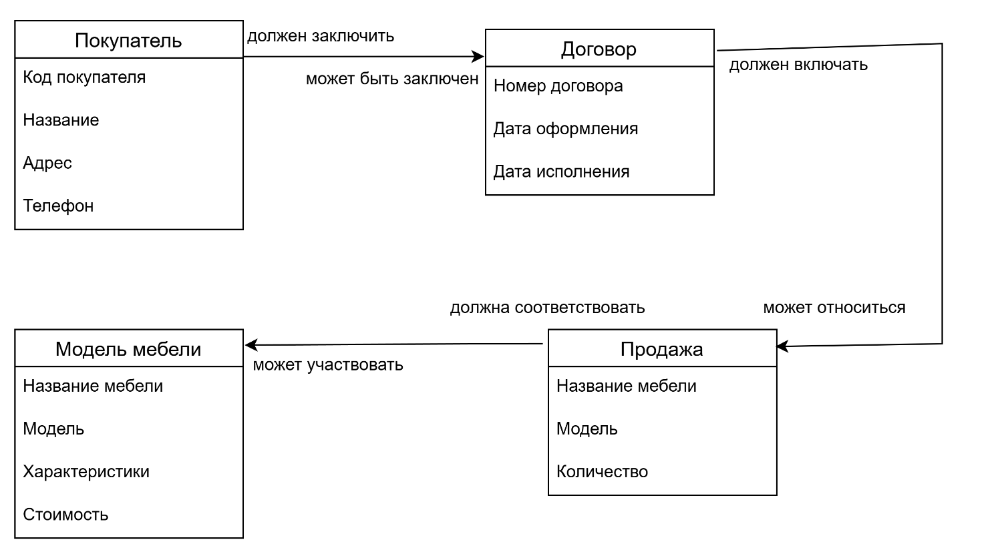 Покупатель
Код покупателя
Название
Адрес
Телефон
должен заключить
может быть заключен
Договор
Номер договора
Дата оформления
Дата исполнения
должен включать
может относиться
должна соответствовать
может участвовать
Модель мебели
Название мебели
Модель
Характеристики
Стоимость
Продажа
Название мебели
Модель
Количество